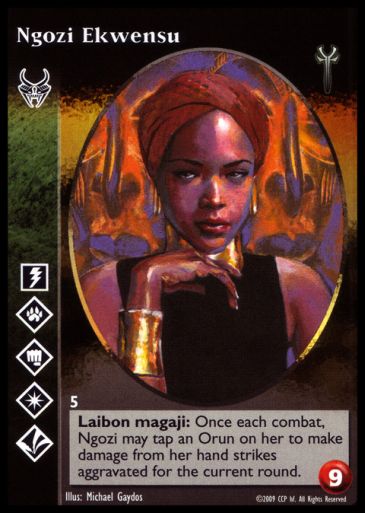 Ngozi Ekwensu
5
Laibon magaji: Once each combat,
Ngozi may tap an Orun on her to make
damage from her hand strikes
aggravated for the current round.
9
Illus: Michael Gaydos
©2009 CCP hf. All Rights Reserved